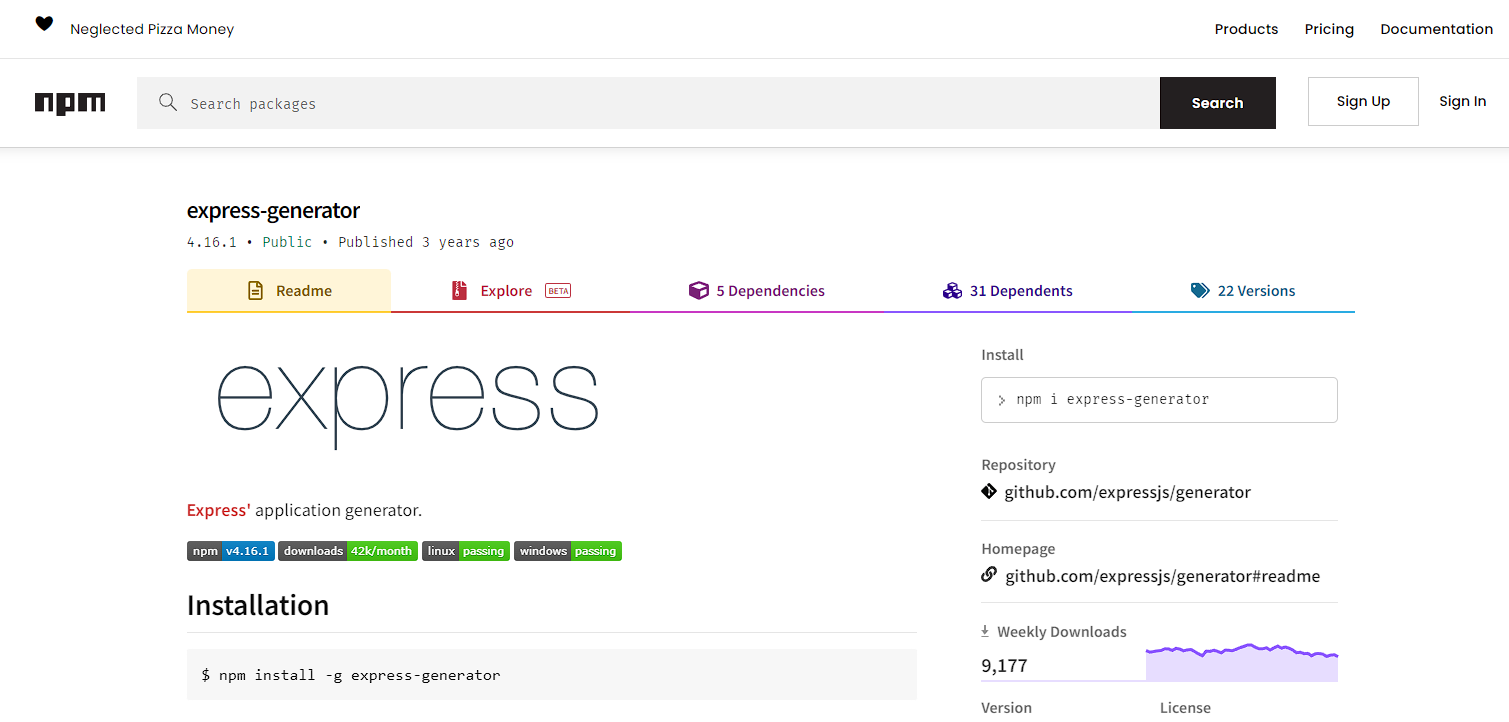 Neglected Pizza Money
Products Pricing Documentation
npm
Search packages
Search
Sign Up
Sign In
express-generator
4.16.1 • Public • Published 3 years ago
Readme
Explore BETA
5 Dependencies
31 Dependents
22 Versions
express
Express' application generator.
npm v4.16.1 downloads 42k/month linux passing windows passing
Installation
$ npm install -g express-generator
Install
> npm i express-generator
Repository
github.com/expressjs/generator
Homepage
github.com/expressjs/generator#readme
Weekly Downloads
9,177
Version License